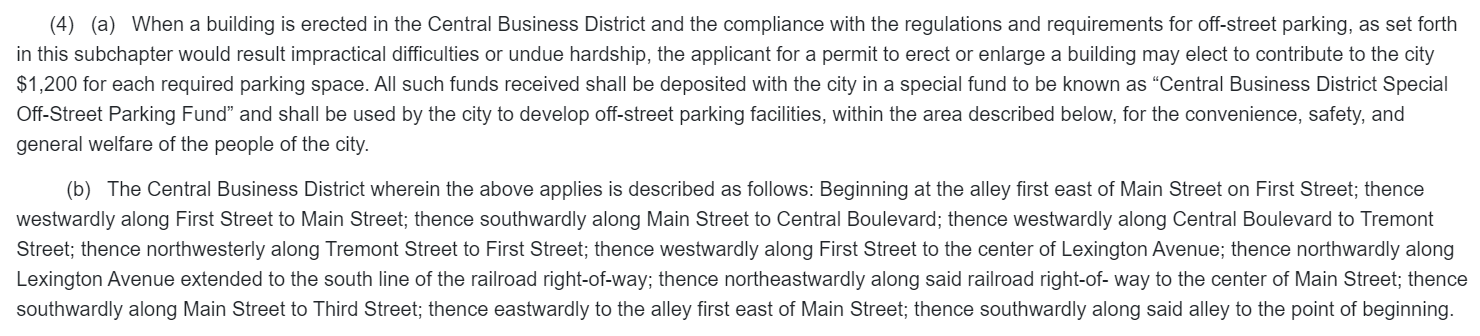 (4) (a) When a building is erected in the Central Business District and the compliance with the regulations and requirements for off-street parking, as set forth
in this subchapter would result impractical difficulties or undue hardship, the applicant for a permit to erect or enlarge a building may elect to contribute to the city
$1,200 for each required parking space. All such funds received shall be deposited with the city in a special fund to be known as “Central Business District Special
Off-Street Parking Fund” and shall be used by the city to develop off-street parking facilities, within the area described below, for the convenience, safety, and
general welfare of the people of the city.
(b) The Central Business District wherein the above applies is described as follows: Beginning at the alley first east of Main Street on First Street; thence
westwardly along First Street to Main Street; thence southwardly along Main Street to Central Boulevard; thence westwardly along Central Boulevard to Tremont
Street; thence northwesterly along Tremont Street to First Street; thence westwardly along First Street to the center of Lexington Avenue; thence northwardly along
Lexington Avenue extended to the south line of the railroad right-of-way; thence northeastwardly along said railroad right-of- way to the center of Main Street; thence
southwardly along Main Street to Third Street; thence eastwardly to the alley first east of Main Street; thence southwardly along said alley to the point of beginning.